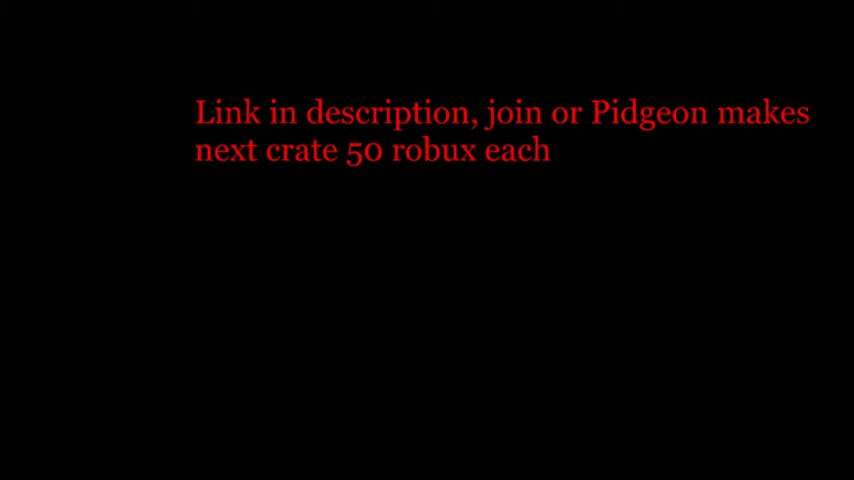 Link in description, join or Pidgeon makes
next crate 50 robux each